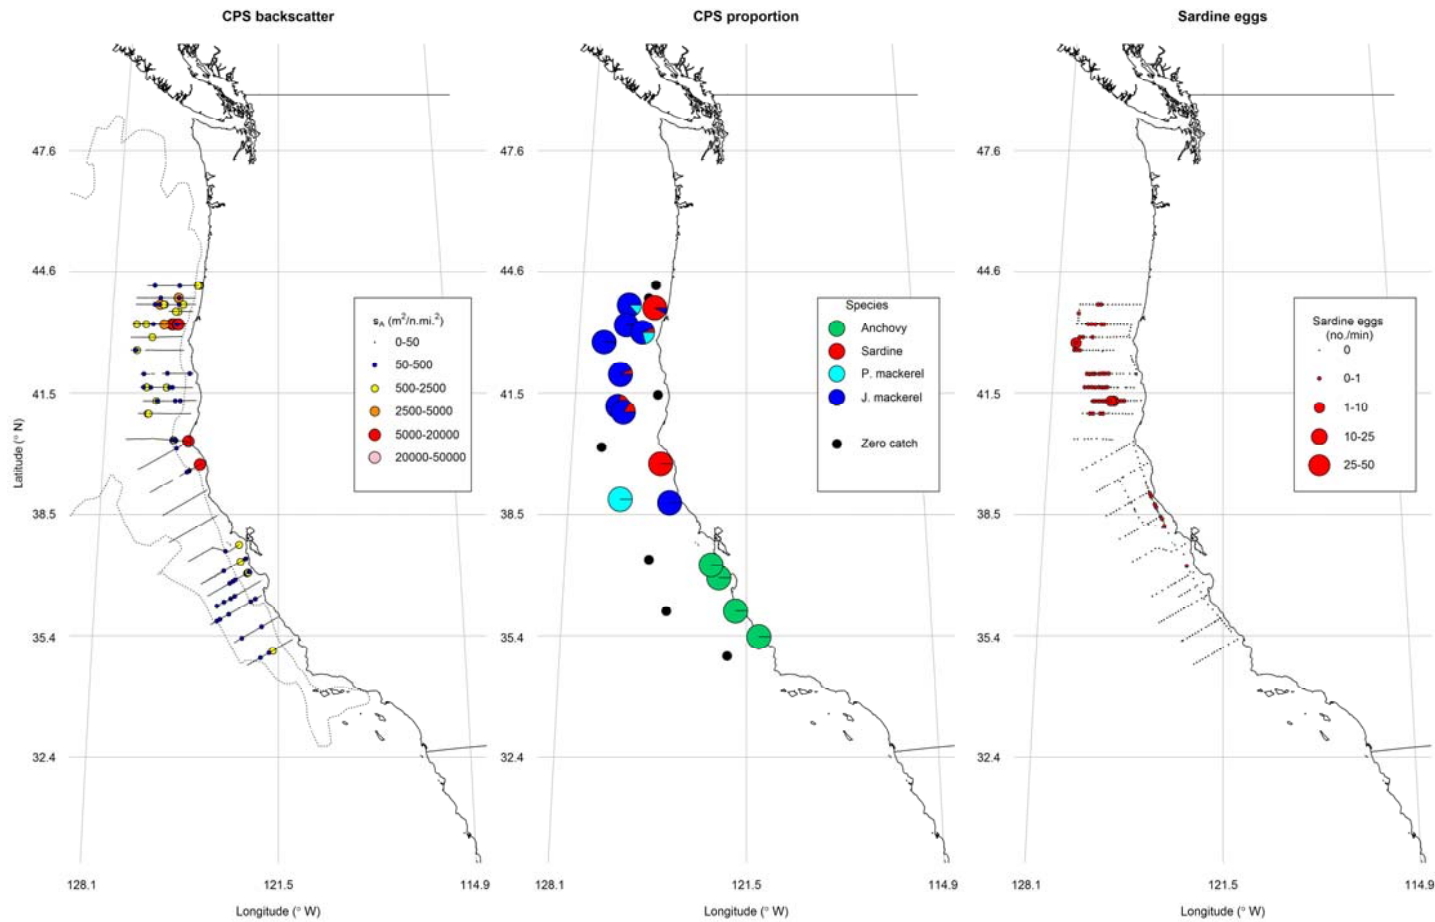 CPS backscatter
CPS proportion
Sardine eggs
47.6
44.6
41.5
38.5
35.4
32.4
Latitude (° N)
s_A (m²/n.mi.²)
0-50
50-500
500-2500
2500-5000
5000-20000
20000-50000
128.1
121.5
114.9
Longitude (° W)
47.6
44.6
41.5
38.5
35.4
32.4
Species
Anchovy
Sardine
P. mackerel
J. mackerel
Zero catch
128.1
121.5
114.9
Longitude (° W)
47.6
44.6
41.5
38.5
35.4
32.4
Sardine eggs
(no./min)
0
0-1
1-10
10-25
25-50
128.1
121.5
114.9
Longitude (° W)